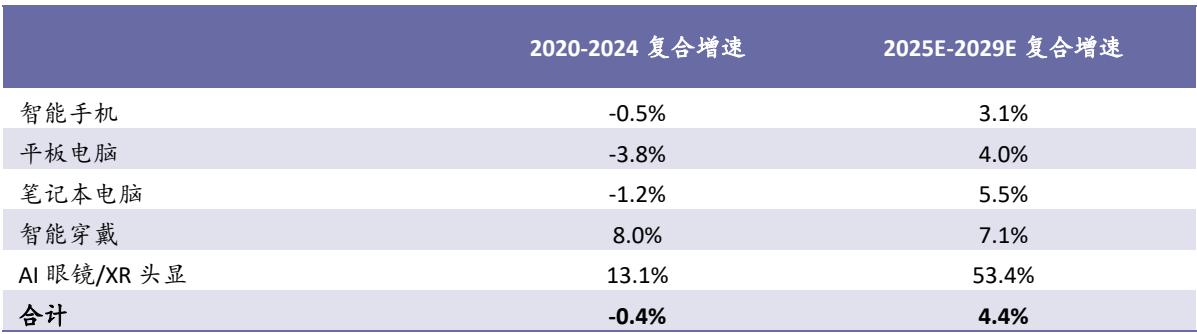 2020-2024 复合增速 2025E-2029E 复合增速
智能手机 -0.5% 3.1%
平板电脑 -3.8% 4.0%
笔记本电脑 -1.2% 5.5%
智能穿戴 8.0% 7.1%
AI 眼镜/XR 头显 13.1% 53.4%
合计 -0.4% 4.4%